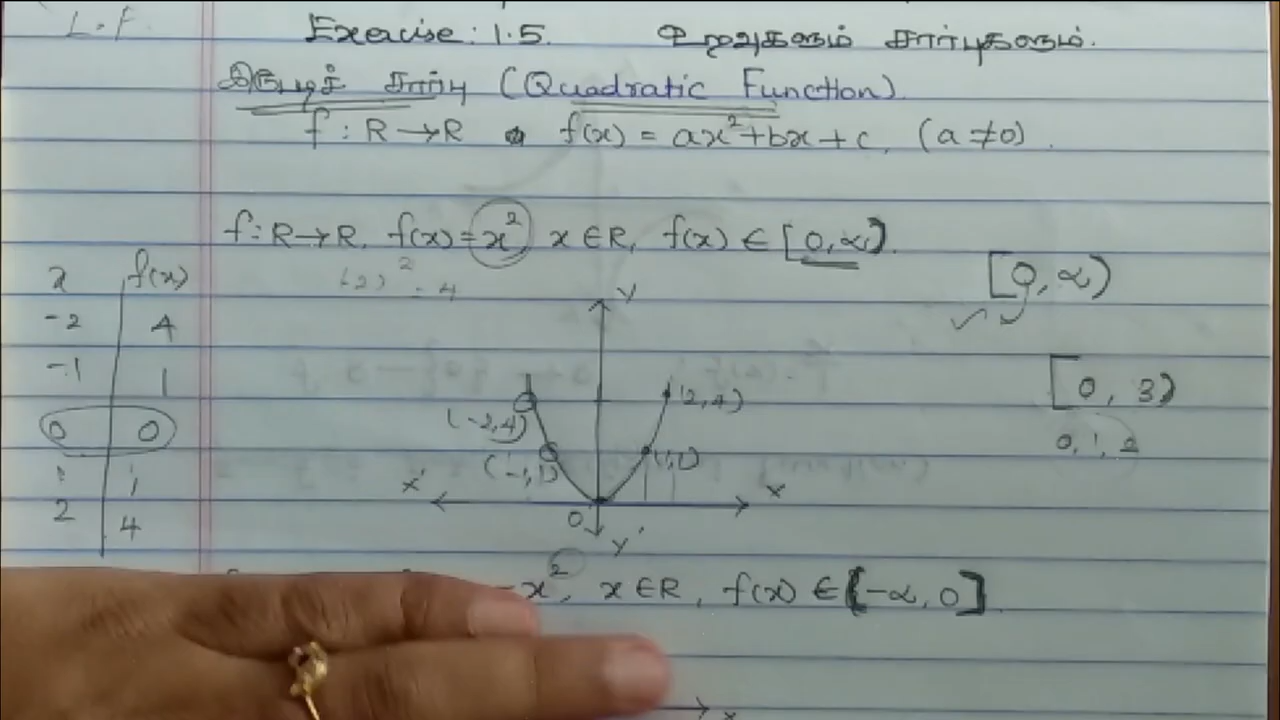 L.F
Exercise: 1.5. உறவுகளும் சார்புகளும்.
இருபடிச் சார்பு (Quadratic Function).
f : R → R f(x) = ax²+bx+c, (a ≠ 0).
f: R→R, f(x) = x², x ∈ R, f(x) ∈ [0, ∝).
x f(x)
-2 4
-1 1
0 0
1 1
2 4
(2)² = 4
Y
(-2,4) (2,4)
(-1,1) (1,1)
X X
O
Y'
[0, ∝)
[0, 3)
0, 1, 2
-x², x ∈ R, f(x) ∈ [-∝, 0].
x